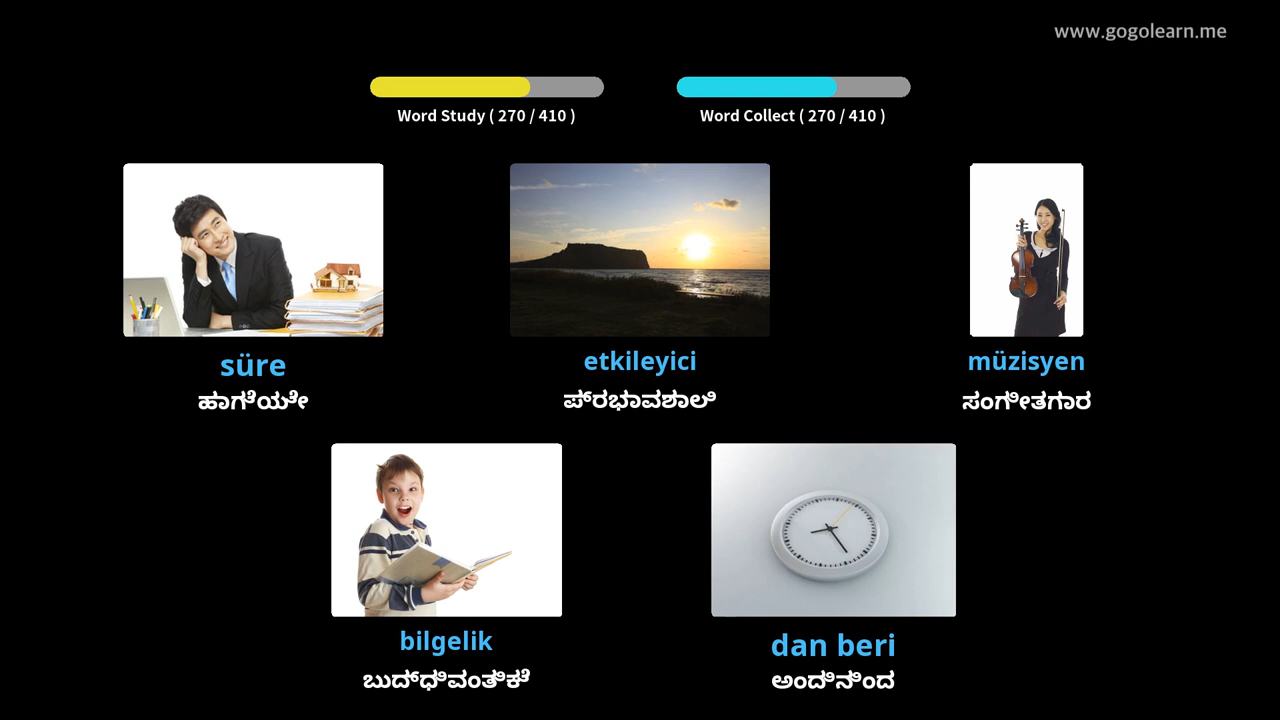 www.gogolearn.me
Word Study ( 270 / 410 )
Word Collect ( 270 / 410 )
süre
ಹಾಗೆಯೇ
etkileyici
ಪ್ರಭಾವಶಾಲಿ
müzisyen
ಸಂಗೀತಗಾರ
bilgelik
ಬುದ್ಧಿವಂತಿಕೆ
dan beri
ಅಂದಿನಿಂದ